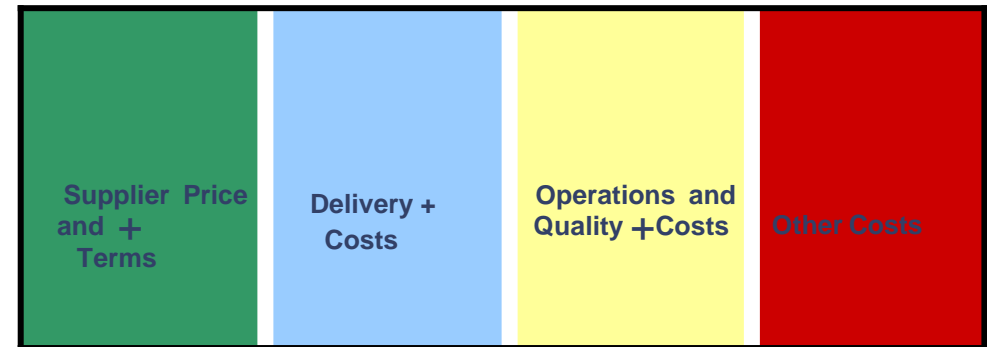 Supplier Price
and +
Terms
Delivery +
Costs
Operations and
Quality +Costs
Other Costs